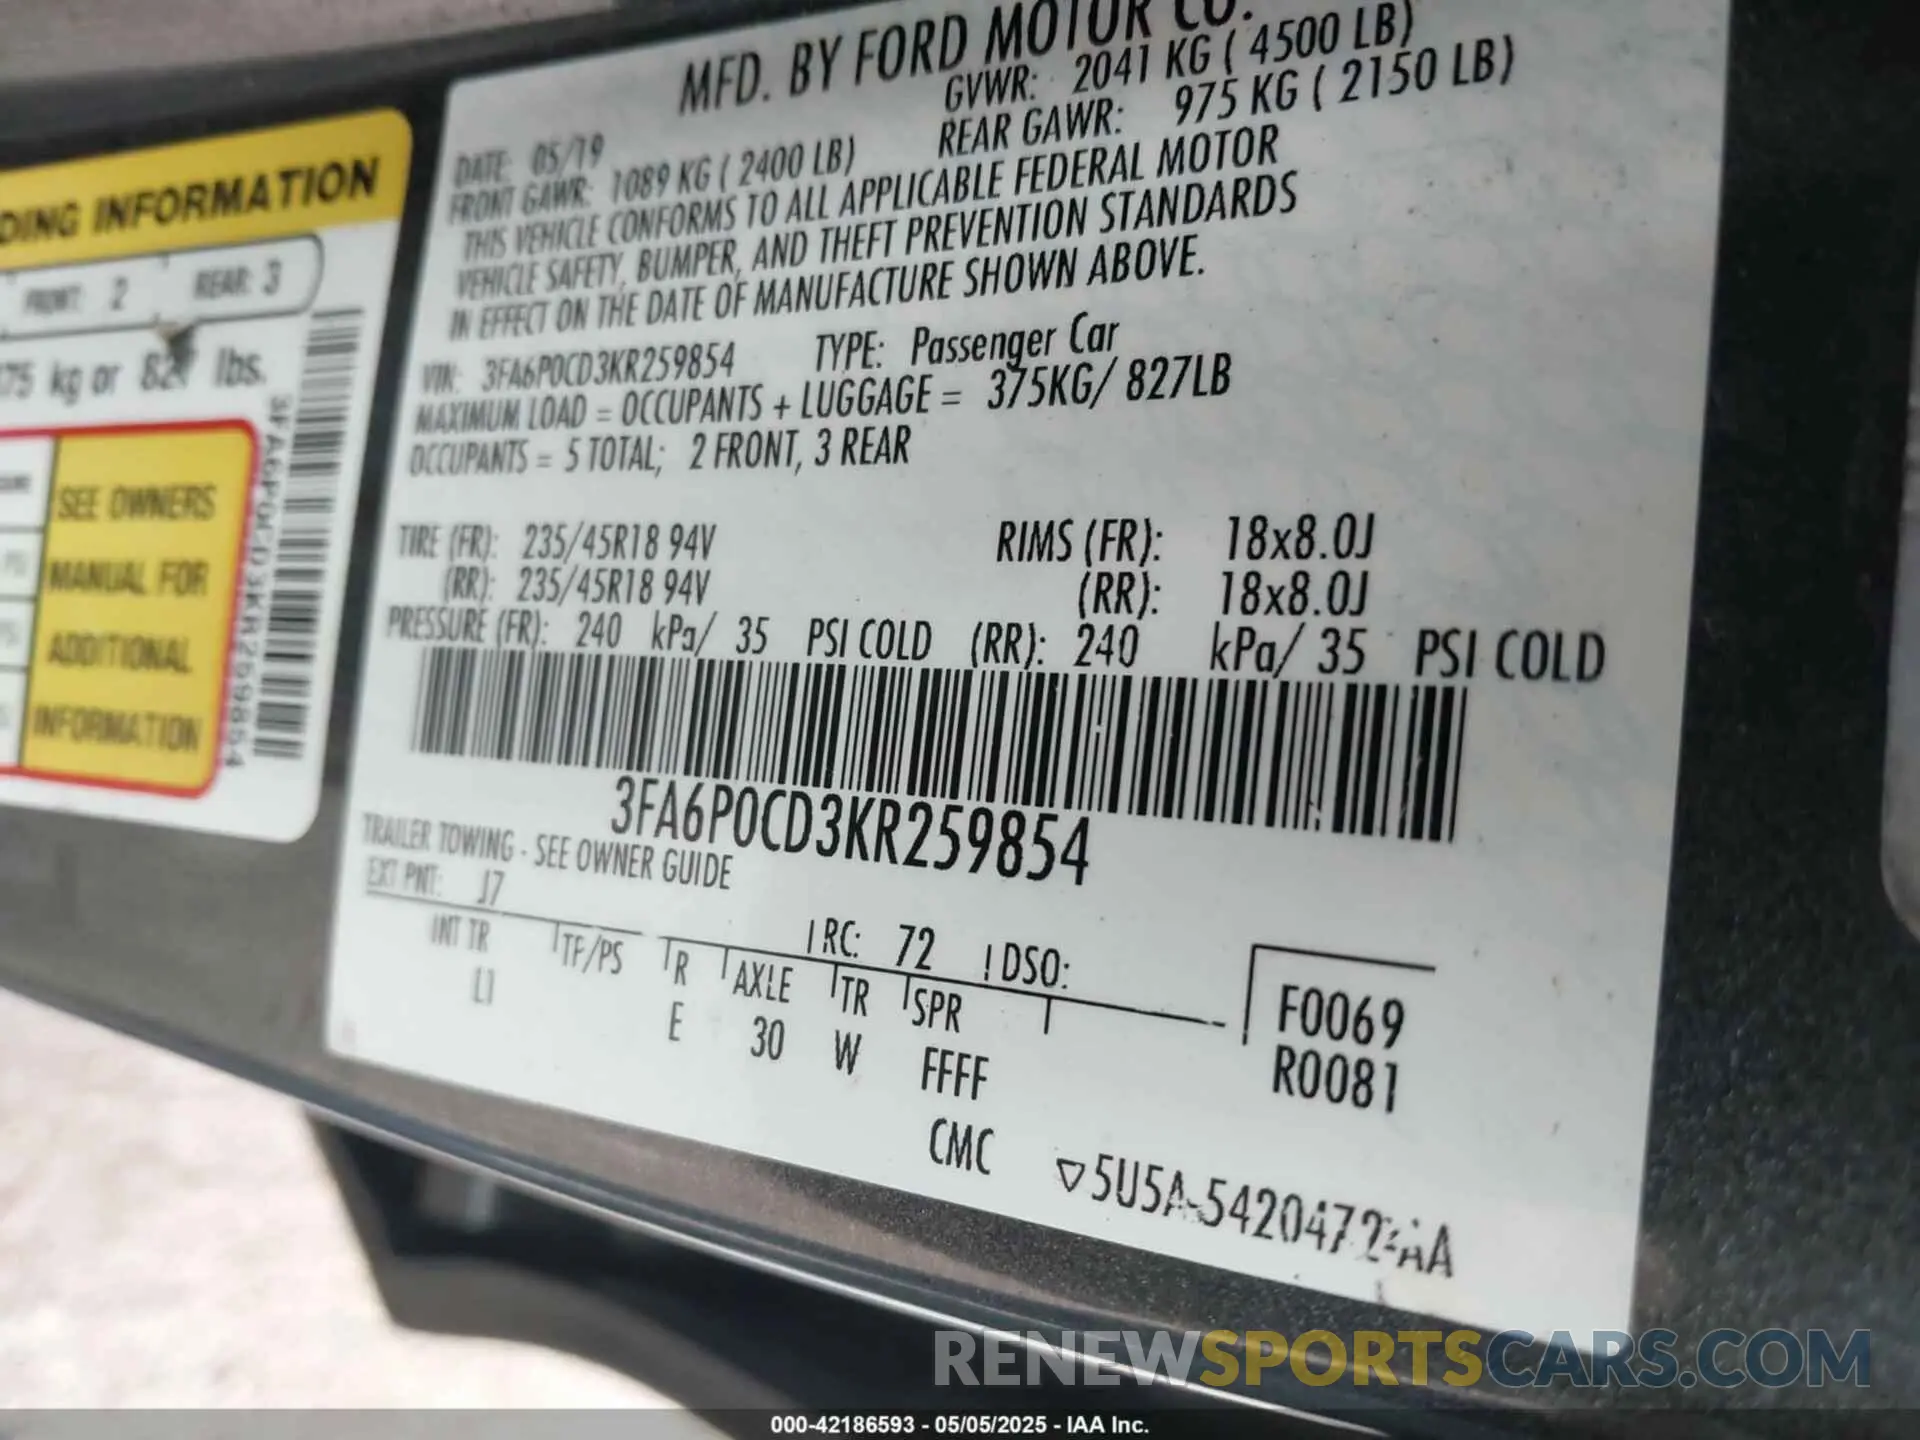 MFD. BY FORD MOTOR CO.
DATE: 05/19
GVWR: 2041 KG ( 4500 LB)
FRONT GAWR: 1089 KG ( 2400 LB)
REAR GAWR: 975 KG ( 2150 LB)
THIS VEHICLE CONFORMS TO ALL APPLICABLE FEDERAL MOTOR
VEHICLE SAFETY, BUMPER, AND THEFT PREVENTION STANDARDS
IN EFFECT ON THE DATE OF MANUFACTURE SHOWN ABOVE.
VIN: 3FA6P0CD3KR259854 TYPE: Passenger Car
MAXIMUM LOAD = OCCUPANTS + LUGGAGE = 375KG/ 827LB
OCCUPANTS = 5 TOTAL; 2 FRONT, 3 REAR
TIRE (FR): 235/45R18 94V RIMS (FR): 18x8.0J
(RR): 235/45R18 94V (RR): 18x8.0J
PRESSURE (FR): 240 kPa/ 35 PSI COLD (RR): 240 kPa/ 35 PSI COLD
3FA6P0CD3KR259854
TRAILER TOWING - SEE OWNER GUIDE
EXT PNT: J7 RC: 72 DSO:
INT TR TF/PS R AXLE TR SPR
LJ E 30 W FFFF
F0069
R0081
CMC
▽5U5A-5420472-AA
DING INFORMATION
FRONT: 2 REAR: 3
75 kg or 827 lbs.
SEE OWNERS
MANUAL FOR
ADDITIONAL
INFORMATION
3FA6P0CD3KR259854
RENEWSPORTSCARS.COM
000-42186593 - 05/05/2025 - IAA Inc.